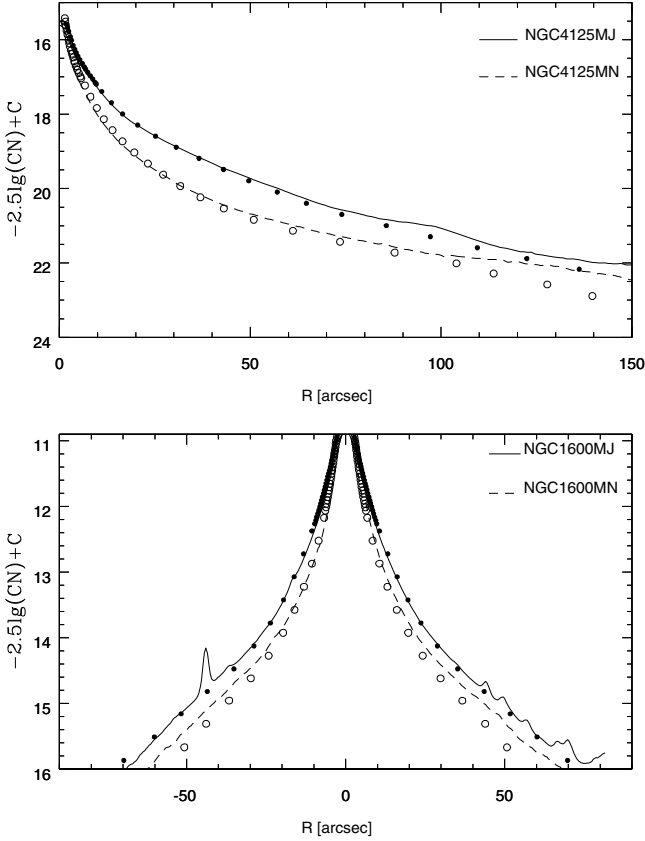 16
18
20
22
24
−2.5lg(CN)+C
NGC4125MJ
NGC4125MN
0
50
100
150
R [arcsec]
11
12
13
14
15
16
−2.5lg(CN)+C
NGC1600MJ
NGC1600MN
-50
0
50
R [arcsec]